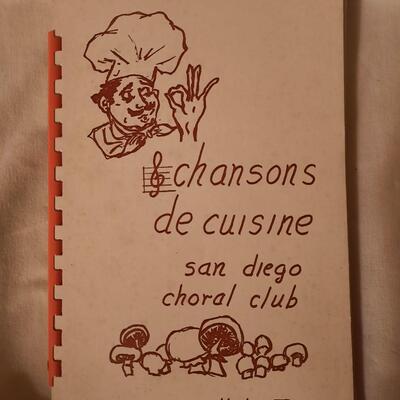 chansons
de cuisine
san diego
choral club